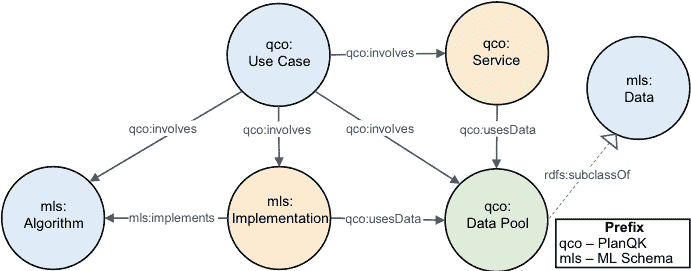 qco:
Use Case
qco:involves
qco:
Service
mls:
Data
qco:involves
qco:involves
qco:involves
qco:usesData
rdfs:subclassOf
mls:
Algorithm
mls:implements
mls:
Implementation
qco:usesData
qco:
Data Pool
Prefix
qco – PlanQK
mls – ML Schema